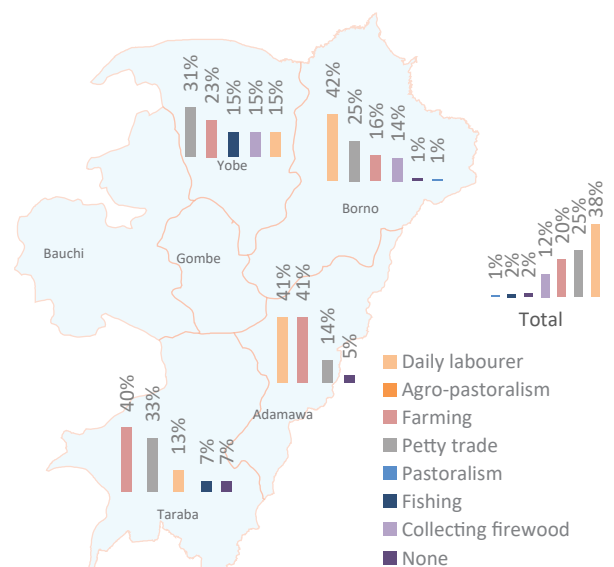 31%
23%
15%
15%
15%
Yobe
42%
25%
16%
14%
1%
1%
Borno
Bauchi
Gombe
1%
2%
2%
12%
20%
25%
38%
Total
41%
41%
14%
5%
Adamawa
40%
33%
13%
7%
7%
Taraba
Daily labourer
Agro-pastoralism
Farming
Petty trade
Pastoralism
Fishing
Collecting firewood
None